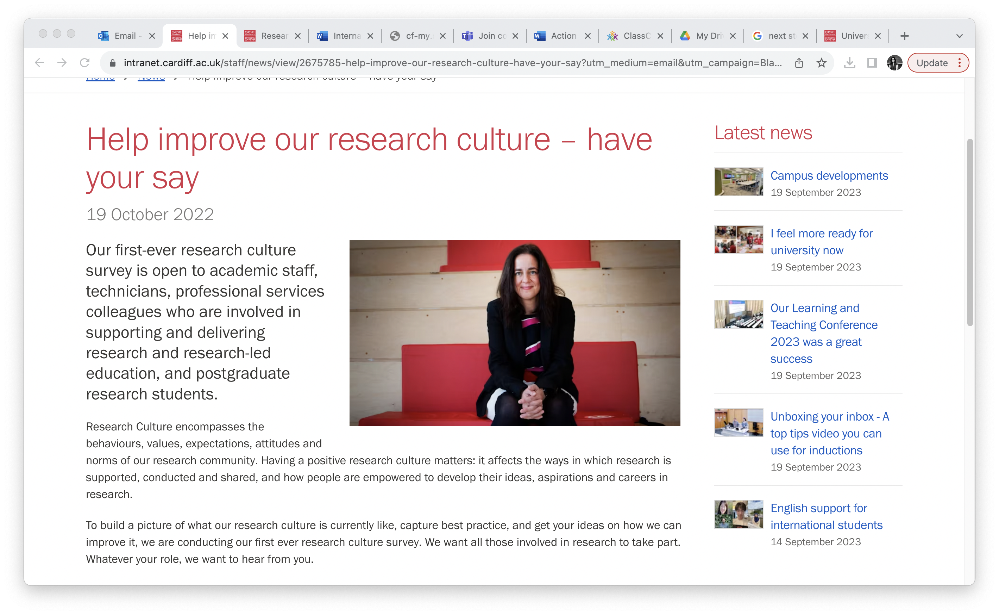 Email -
Help im
Resear
Interna
cf-my.
Join co
Action
ClassC
My Dri
next st
Univer
intranet.cardiff.ac.uk/staff/news/view/2675785-help-improve-our-research-culture-have-your-say?utm_medium=email&utm_campaign=Bla...
Update
Home > News > Help improve our research culture – have your say
Help improve our research culture – have
your say
19 October 2022
Our first-ever research culture
survey is open to academic staff,
technicians, professional services
colleagues who are involved in
supporting and delivering
research and research-led
education, and postgraduate
research students.
Research Culture encompasses the
behaviours, values, expectations, attitudes and
norms of our research community. Having a positive research culture matters: it affects the ways in which research is
supported, conducted and shared, and how people are empowered to develop their ideas, aspirations and careers in
research.
To build a picture of what our research culture is currently like, capture best practice, and get your ideas on how we can
improve it, we are conducting our first ever research culture survey. We want all those involved in research to take part.
Whatever your role, we want to hear from you.
Latest news
Campus developments
19 September 2023
I feel more ready for
university now
19 September 2023
Our Learning and
Teaching Conference
2023 was a great
success
19 September 2023
Unboxing your inbox - A
top tips video you can
use for inductions
19 September 2023
English support for
international students
14 September 2023